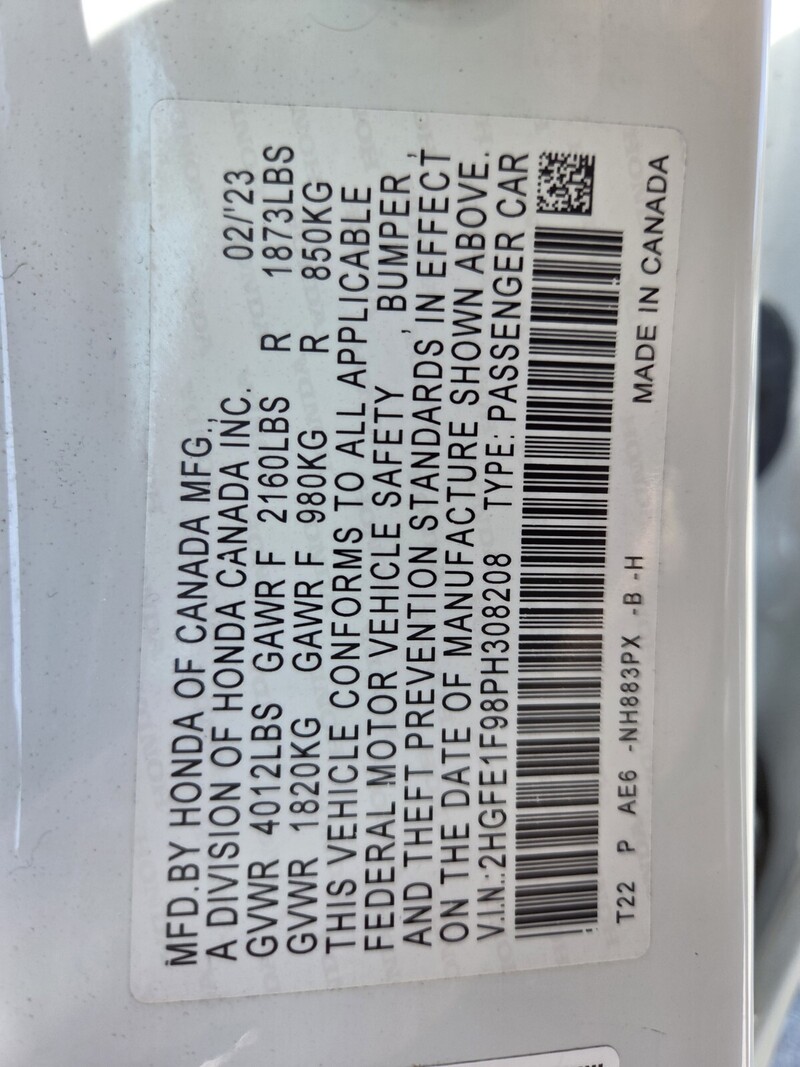 MFD.BY HONDA OF CANADA MFG., 02/'23
A DIVISION OF HONDA CANADA INC.
GVWR 4012LBS GAWR F 2160LBS R 1873LBS
GVWR 1820KG GAWR F 980KG R 850KG
THIS VEHICLE CONFORMS TO ALL APPLICABLE
FEDERAL MOTOR VEHICLE SAFETY , BUMPER ,
AND THEFT PREVENTION STANDARDS IN EFFECT
ON THE DATE OF MANUFACTURE SHOWN ABOVE.
V.I.N.:2HGFE1F98PH308208 TYPE: PASSENGER CAR
T22 P AE6 -NH883PX -B -H MADE IN CANADA